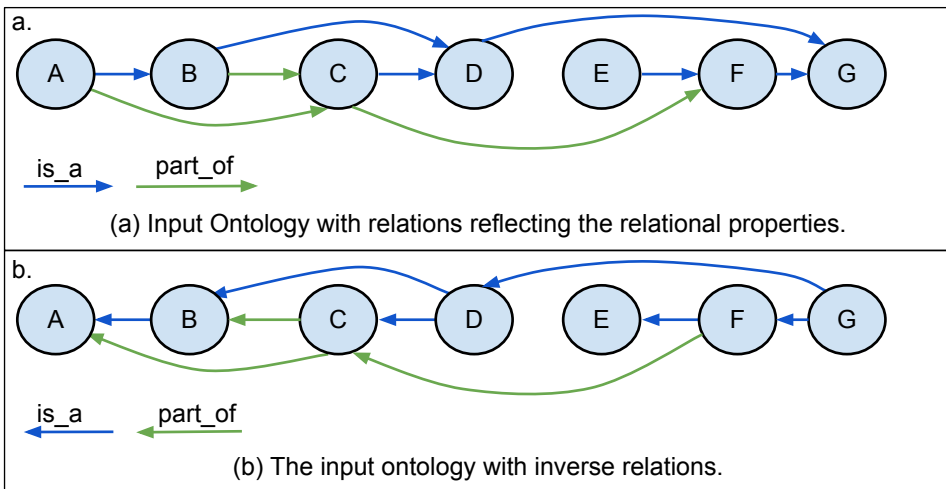 a.
A B C D E F G
is_a part_of
(a) Input Ontology with relations reflecting the relational properties.
b.
A B C D E F G
is_a part_of
(b) The input ontology with inverse relations.